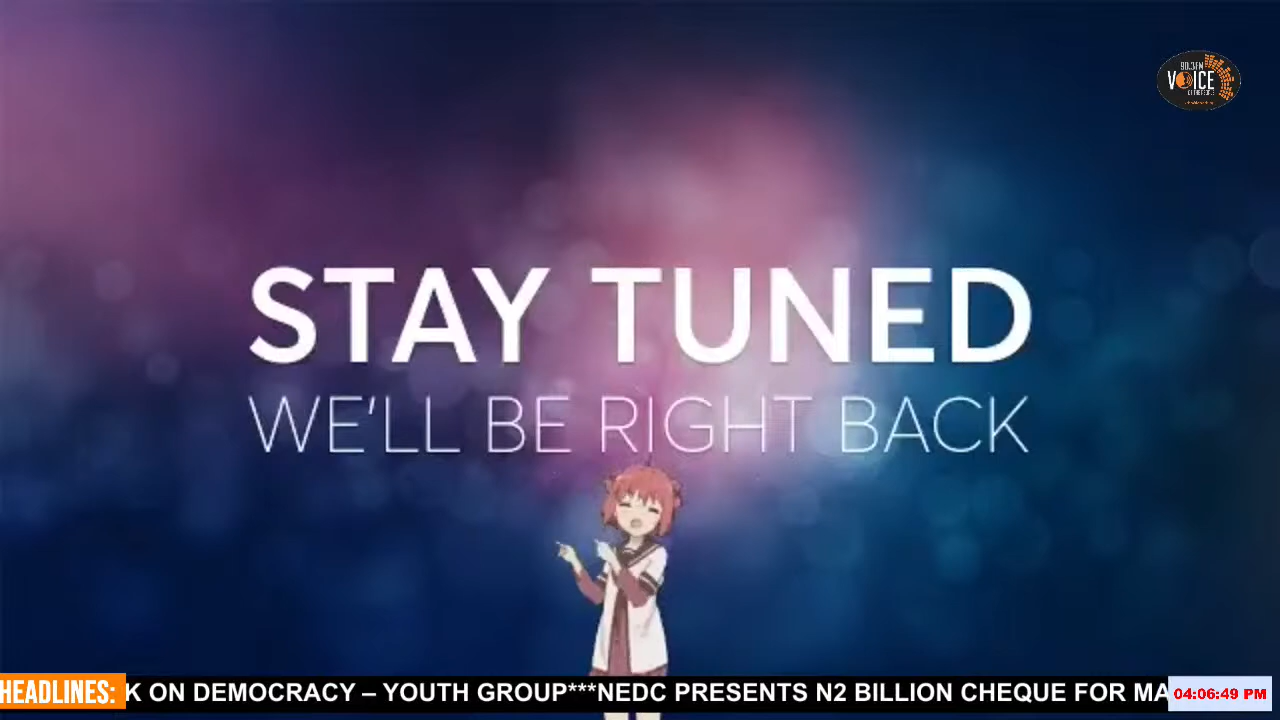 VOICE
STAY TUNED
WE'LL BE RIGHT BACK
HEADLINES: K ON DEMOCRACY – YOUTH GROUP***NEDC PRESENTS N2 BILLION CHEQUE FOR MA
04:06:49 PM